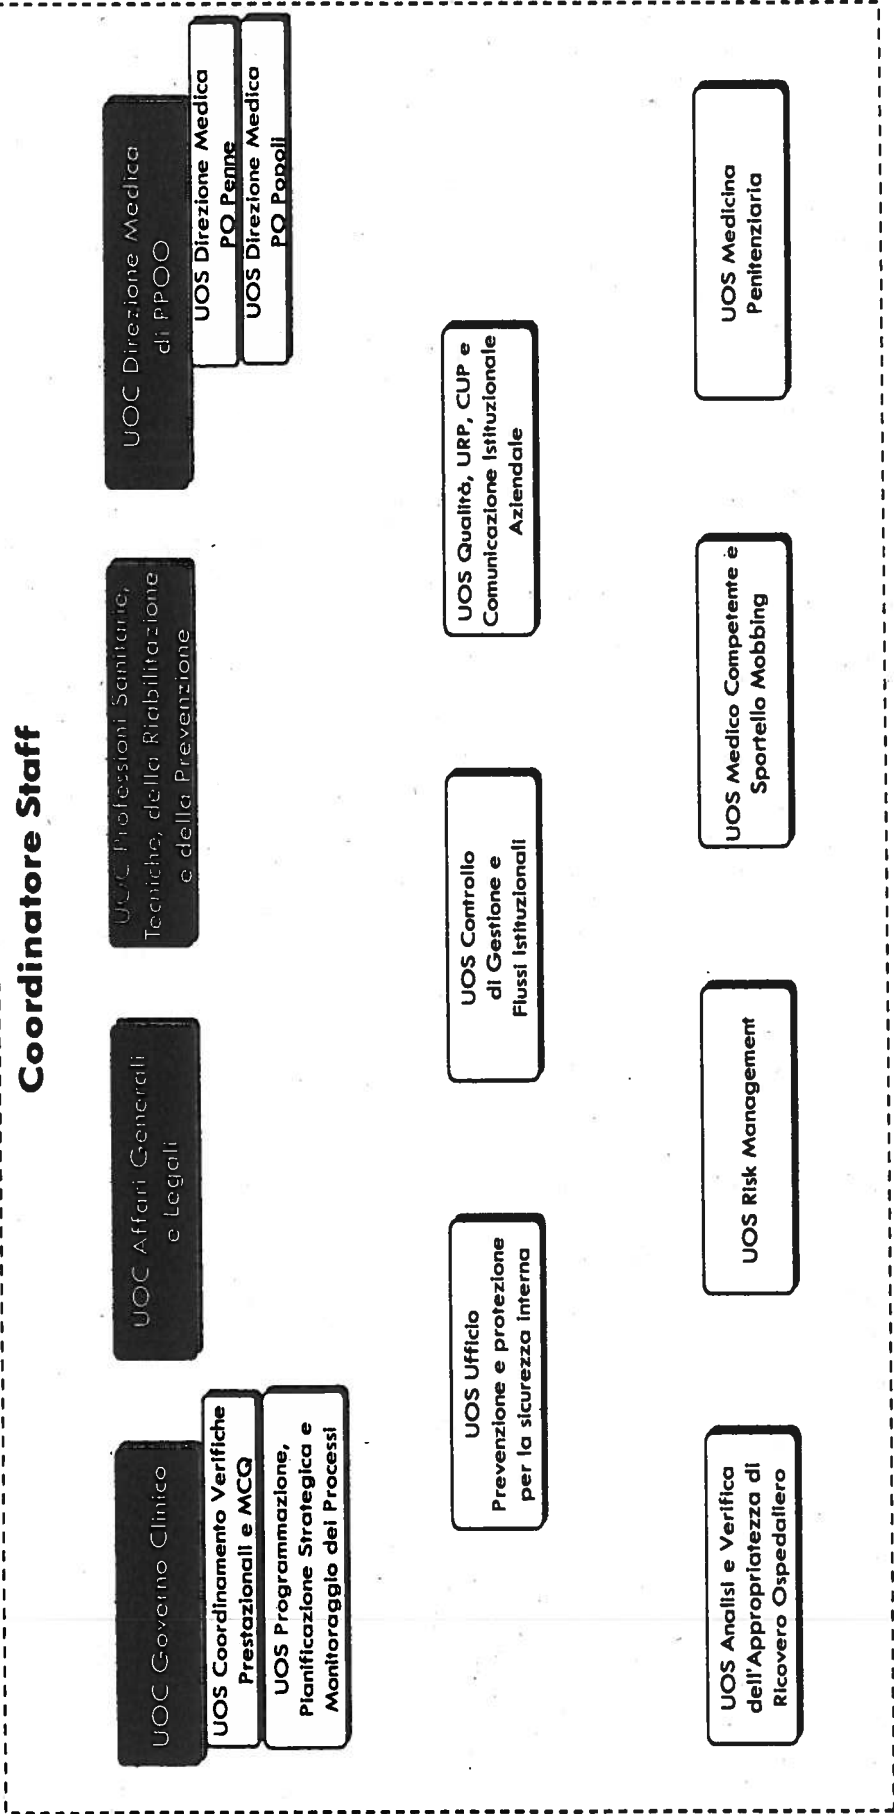 Coordinatore Staff
UOC Governo Clinico
UOS Coordinamento Verifiche
Prestazionali e MCQ
UOS Programmazione,
Pianificazione Strategica e
Monitoraggio dei Processi
UOC Affari Generali
e Legali
UOC Professioni Sanitarie,
Tecniche, della Riabilitazione
e della Prevenzione
UOC Direzione Medica
di PPOO
UOS Direzione Medica
PO Penne
UOS Direzione Medica
PO Popoli
UOS Ufficio
Prevenzione e protezione
per la sicurezza interna
UOS Controllo
di Gestione e
Flussi Istituzionali
UOS Qualità, URP, CUP e
Comunicazione Istituzionale
Aziendale
UOS Analisi e Verifica
dell'Appropriatezza di
Ricovero Ospedaliero
UOS Risk Management
UOS Medico Competente e
Sportello Mobbing
UOS Medicina
Penitenziaria